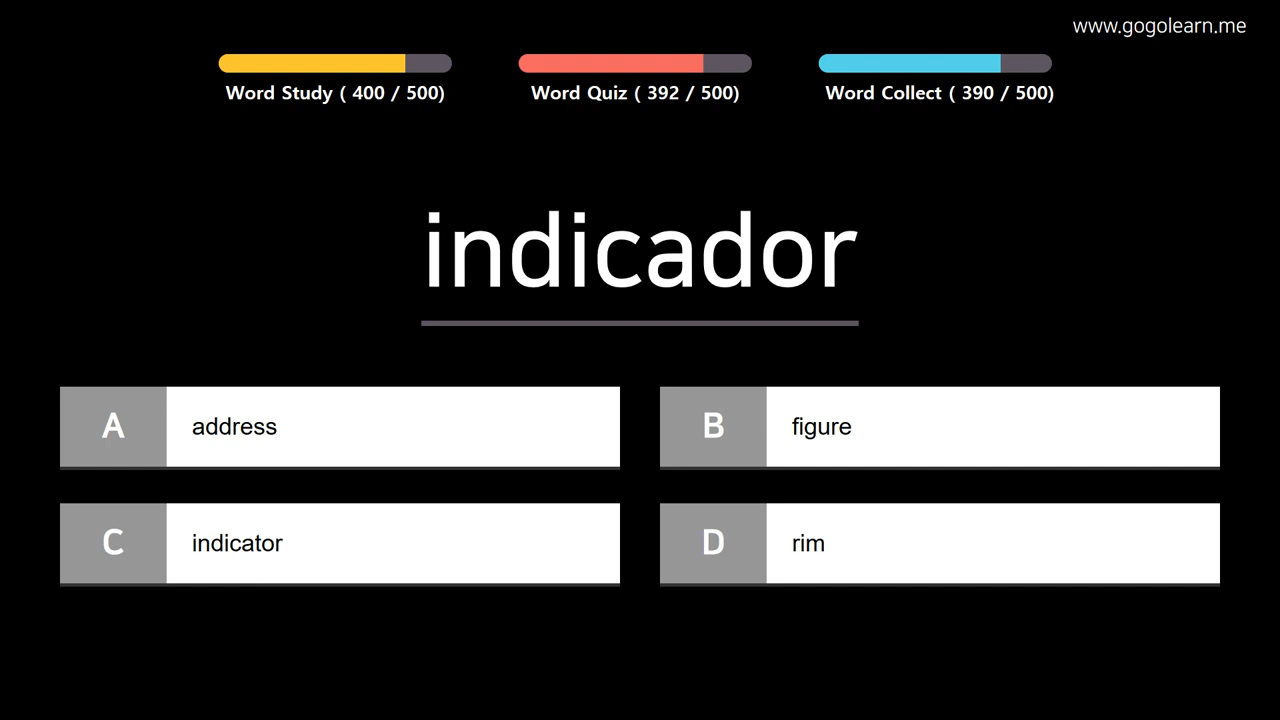 www.gogolearn.me
Word Study ( 400 / 500)
Word Quiz ( 392 / 500)
Word Collect ( 390 / 500)
indicador
A address
B figure
C indicator
D rim